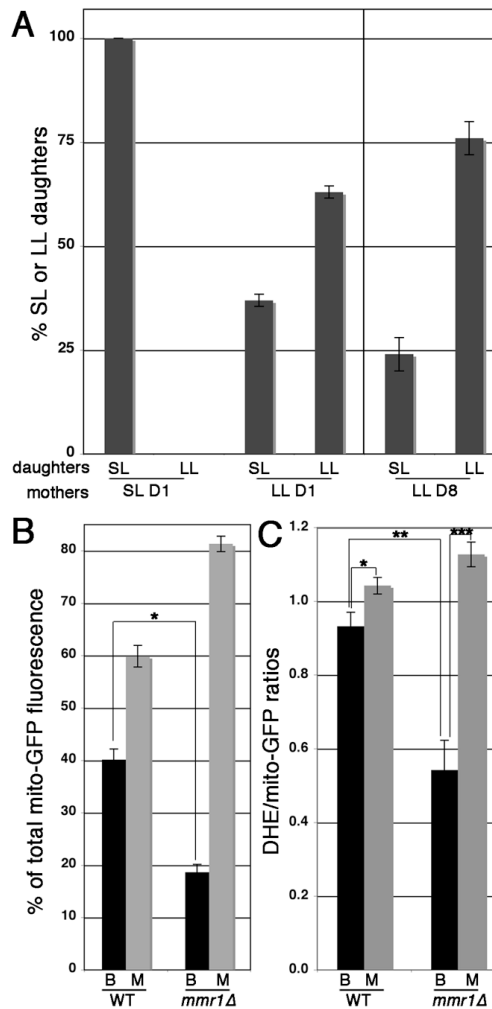 A
% SL or LL daughters
100
75
50
25
0
daughters SL LL SL LL SL LL
mothers SL D1 LL D1 LL D8
B
% of total mito-GFP fluorescence
80
70
60
50
40
30
20
10
0
*
B M B M
WT mmr1Δ
C
DHE/mito-GFP ratios
1.2
1.0
0.8
0.6
0.4
0.2
0.0
* ** ***
B M B M
WT mmr1Δ